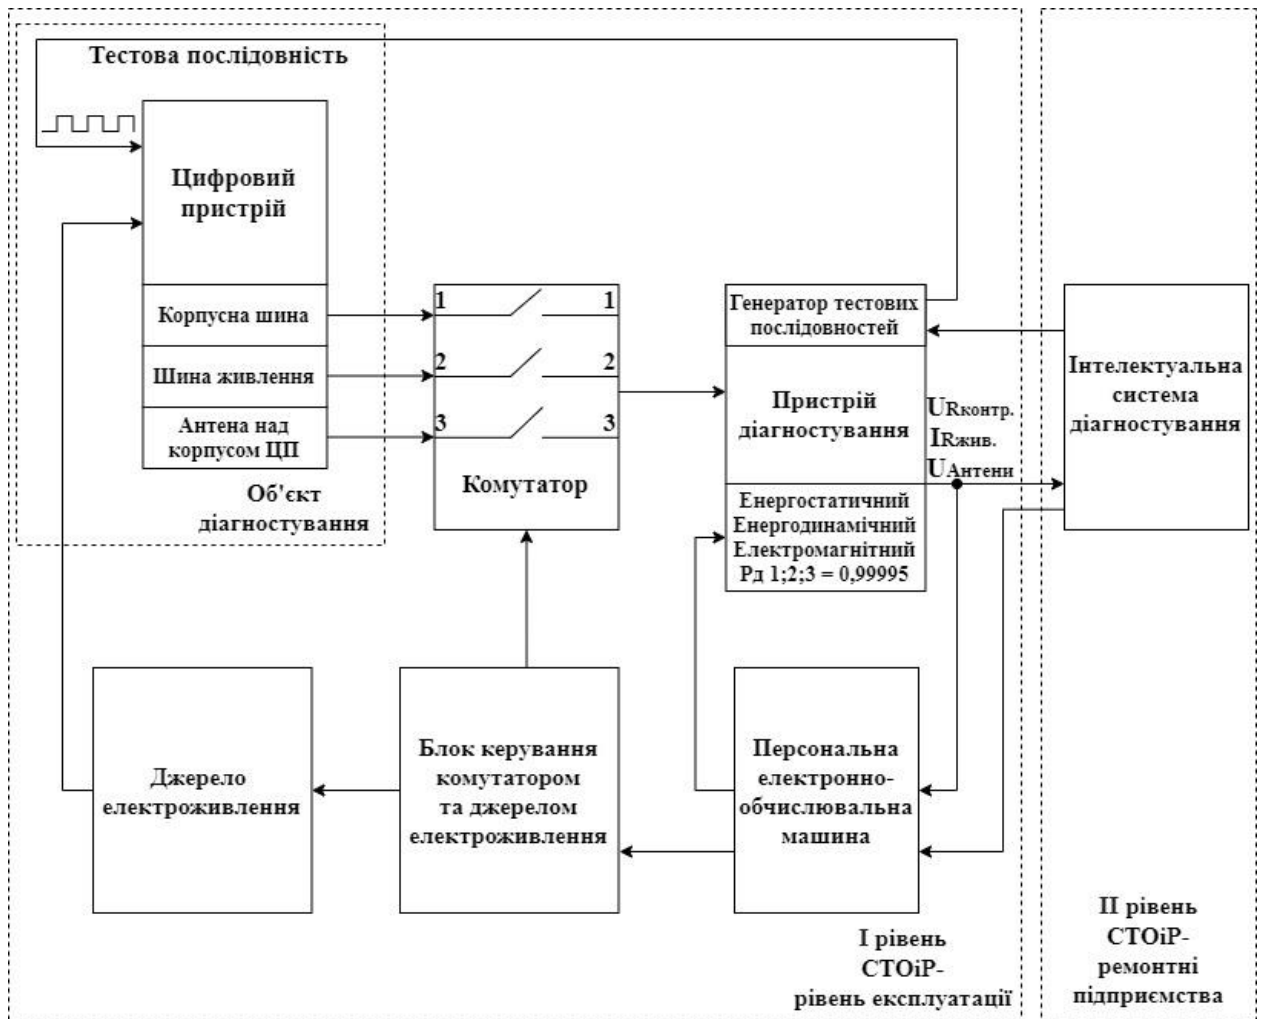 Тестова послідовність
Цифровий
пристрій
Корпусна шина
Шина живлення
Антена над
корпусом ЦП
Об'єкт
діагностування
1 1
2 2
3 3
Комутатор
Генератор тестових
послідовностей
Пристрій
діагностування
Енергостатичний
Енергодинамічний
Електромагнітний
Рд 1;2;3 = 0,99995
URконтр.
IRжив.
UАнтени
Інтелектуальна
система
діагностування
Джерело
електроживлення
Блок керування
комутатором
та джерелом
електроживлення
Персональна
електронно-
обчислювальна
машина
І рівень
СТОіР-
рівень експлуатації
ІІ рівень
СТОіР-
ремонтні
підприємства